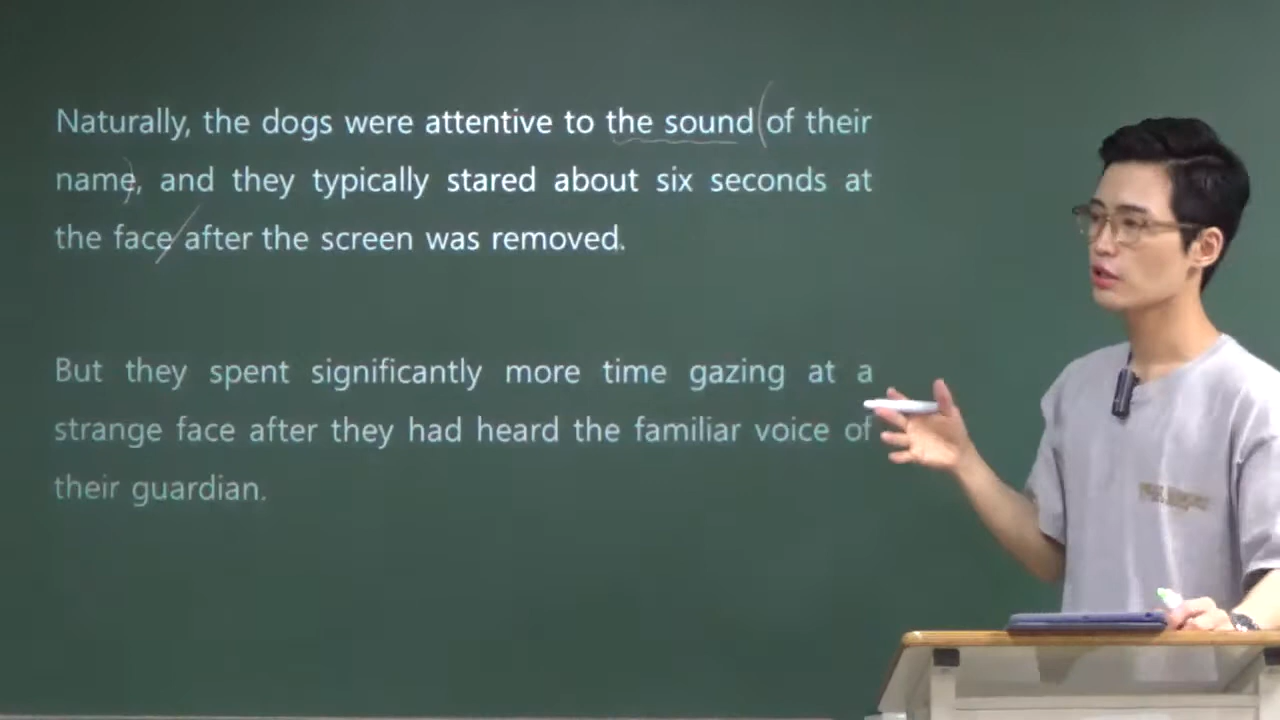 Naturally, the dogs were attentive to the sound of their
name, and they typically stared about six seconds at
the face after the screen was removed.
But they spent significantly more time gazing at a
strange face after they had heard the familiar voice of
their guardian.